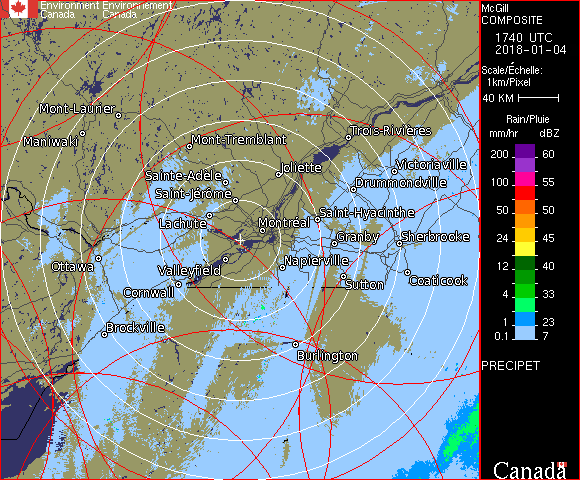 Environment Environnement
Canada Canada
McGill
COMPOSITE
1740 UTC
2018-01-04
Scale/Échelle:
1km/Pixel
40 KM
Rain/Pluie
mm/hr dBZ
200 60
100 55
50 50
24 45
12 40
4 33
1 23
0.1 7
PRECIPET
Canada
Mont-Laurier
Maniwaki
Mont-Tremblant
Trois-Rivières
Joliette
Victoriaville
Sainte-Adèle
Drummondville
Saint-Jérôme
Lachute
Saint-Hyacinthe
Montréal
Granby
Sherbrooke
Ottawa
Valleyfield
Napierville
Cornwall
Sutton
Coaticook
Brockville
Burlington